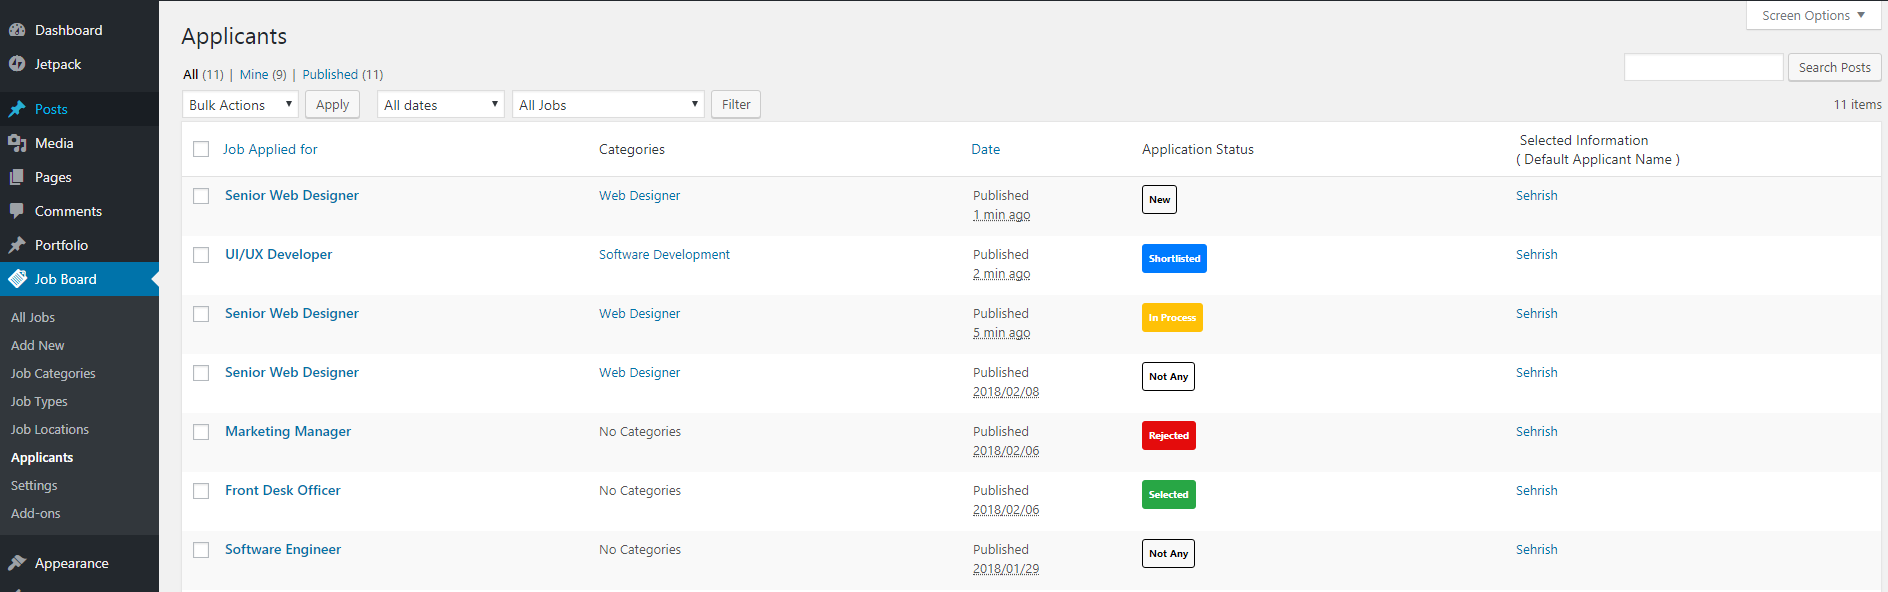 Dashboard
Jetpack
Posts
Media
Pages
Comments
Portfolio
Job Board
All Jobs
Add New
Job Categories
Job Types
Job Locations
Applicants
Settings
Add-ons
Appearance
Screen Options
Applicants
All (11) | Mine (9) | Published (11)
Search Posts
Bulk Actions Apply All dates All Jobs Filter
11 items
Job Applied for Categories Date Application Status Selected Information
( Default Applicant Name )
Senior Web Designer Web Designer Published New Sehrish
1 min ago
UI/UX Developer Software Development Published Shortlisted Sehrish
2 min ago
Senior Web Designer Web Designer Published In Process Sehrish
5 min ago
Senior Web Designer Web Designer Published Not Any Sehrish
2018/02/08
Marketing Manager No Categories Published Rejected Sehrish
2018/02/06
Front Desk Officer No Categories Published Selected Sehrish
2018/02/06
Software Engineer No Categories Published Not Any Sehrish
2018/01/29